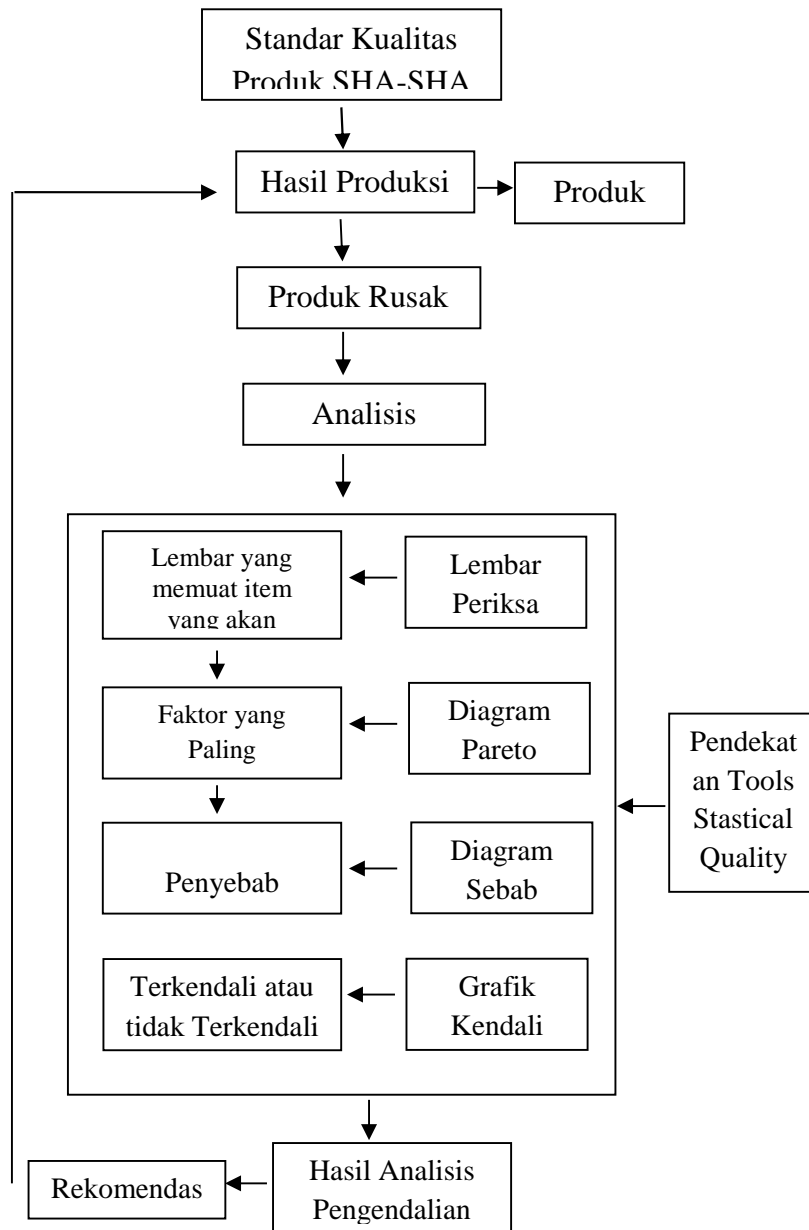 Standar Kualitas
Produk SHA-SHA
Hasil Produksi
Produk
Produk Rusak
Analisis
Lembar yang
memuat item
yang akan
Lembar
Periksa
Faktor yang
Paling
Diagram
Pareto
Pendekat
an Tools
Stastical
Quality
Penyebab
Diagram
Sebab
Terkendali atau
tidak Terkendali
Grafik
Kendali
Rekomendas
Hasil Analisis
Pengendalian